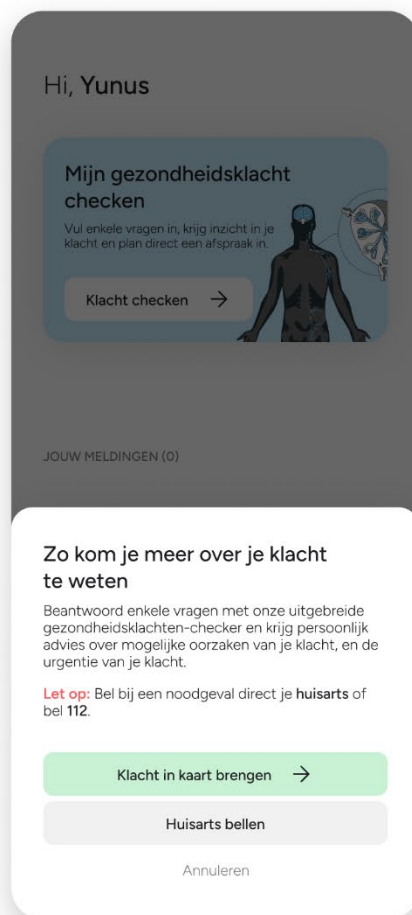 Hi, Yunus
Mijn gezondheidsklacht
checken
Vul enkele vragen in, krijg inzicht in je
klacht en plan direct een afspraak in.
Klacht checken
JOUW MELDINGEN (0)
Zo kom je meer over je klacht
te weten
Beantwoord enkele vragen met onze uitgebreide
gezondheidsklachten-checker en krijg persoonlijk
advies over mogelijke oorzaken van je klacht, en de
urgentie van je klacht.
Let op: Bel bij een noodgeval direct je huisarts of
bel 112.
Klacht in kaart brengen
Huisarts bellen
Annuleren